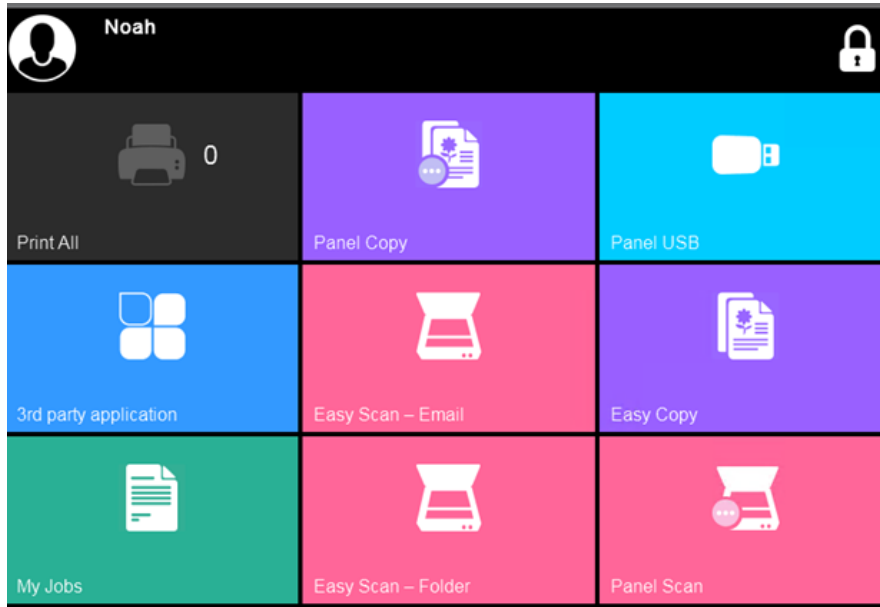 Noah
0
Print All
Panel Copy
Panel USB
3rd party application
Easy Scan – Email
Easy Copy
My Jobs
Easy Scan – Folder
Panel Scan